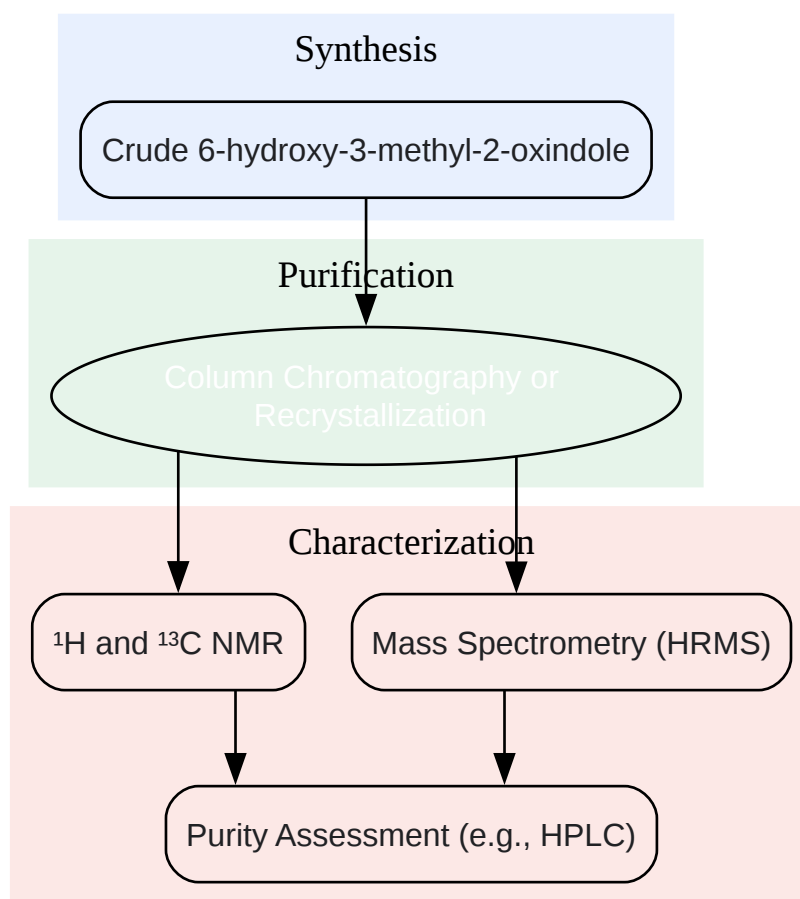 Synthesis
Crude 6-hydroxy-3-methyl-2-oxindole
Purification
Column Chromatography or
Recrystallization
Characterization
¹H and ¹³C NMR
Mass Spectrometry (HRMS)
Purity Assessment (e.g., HPLC)